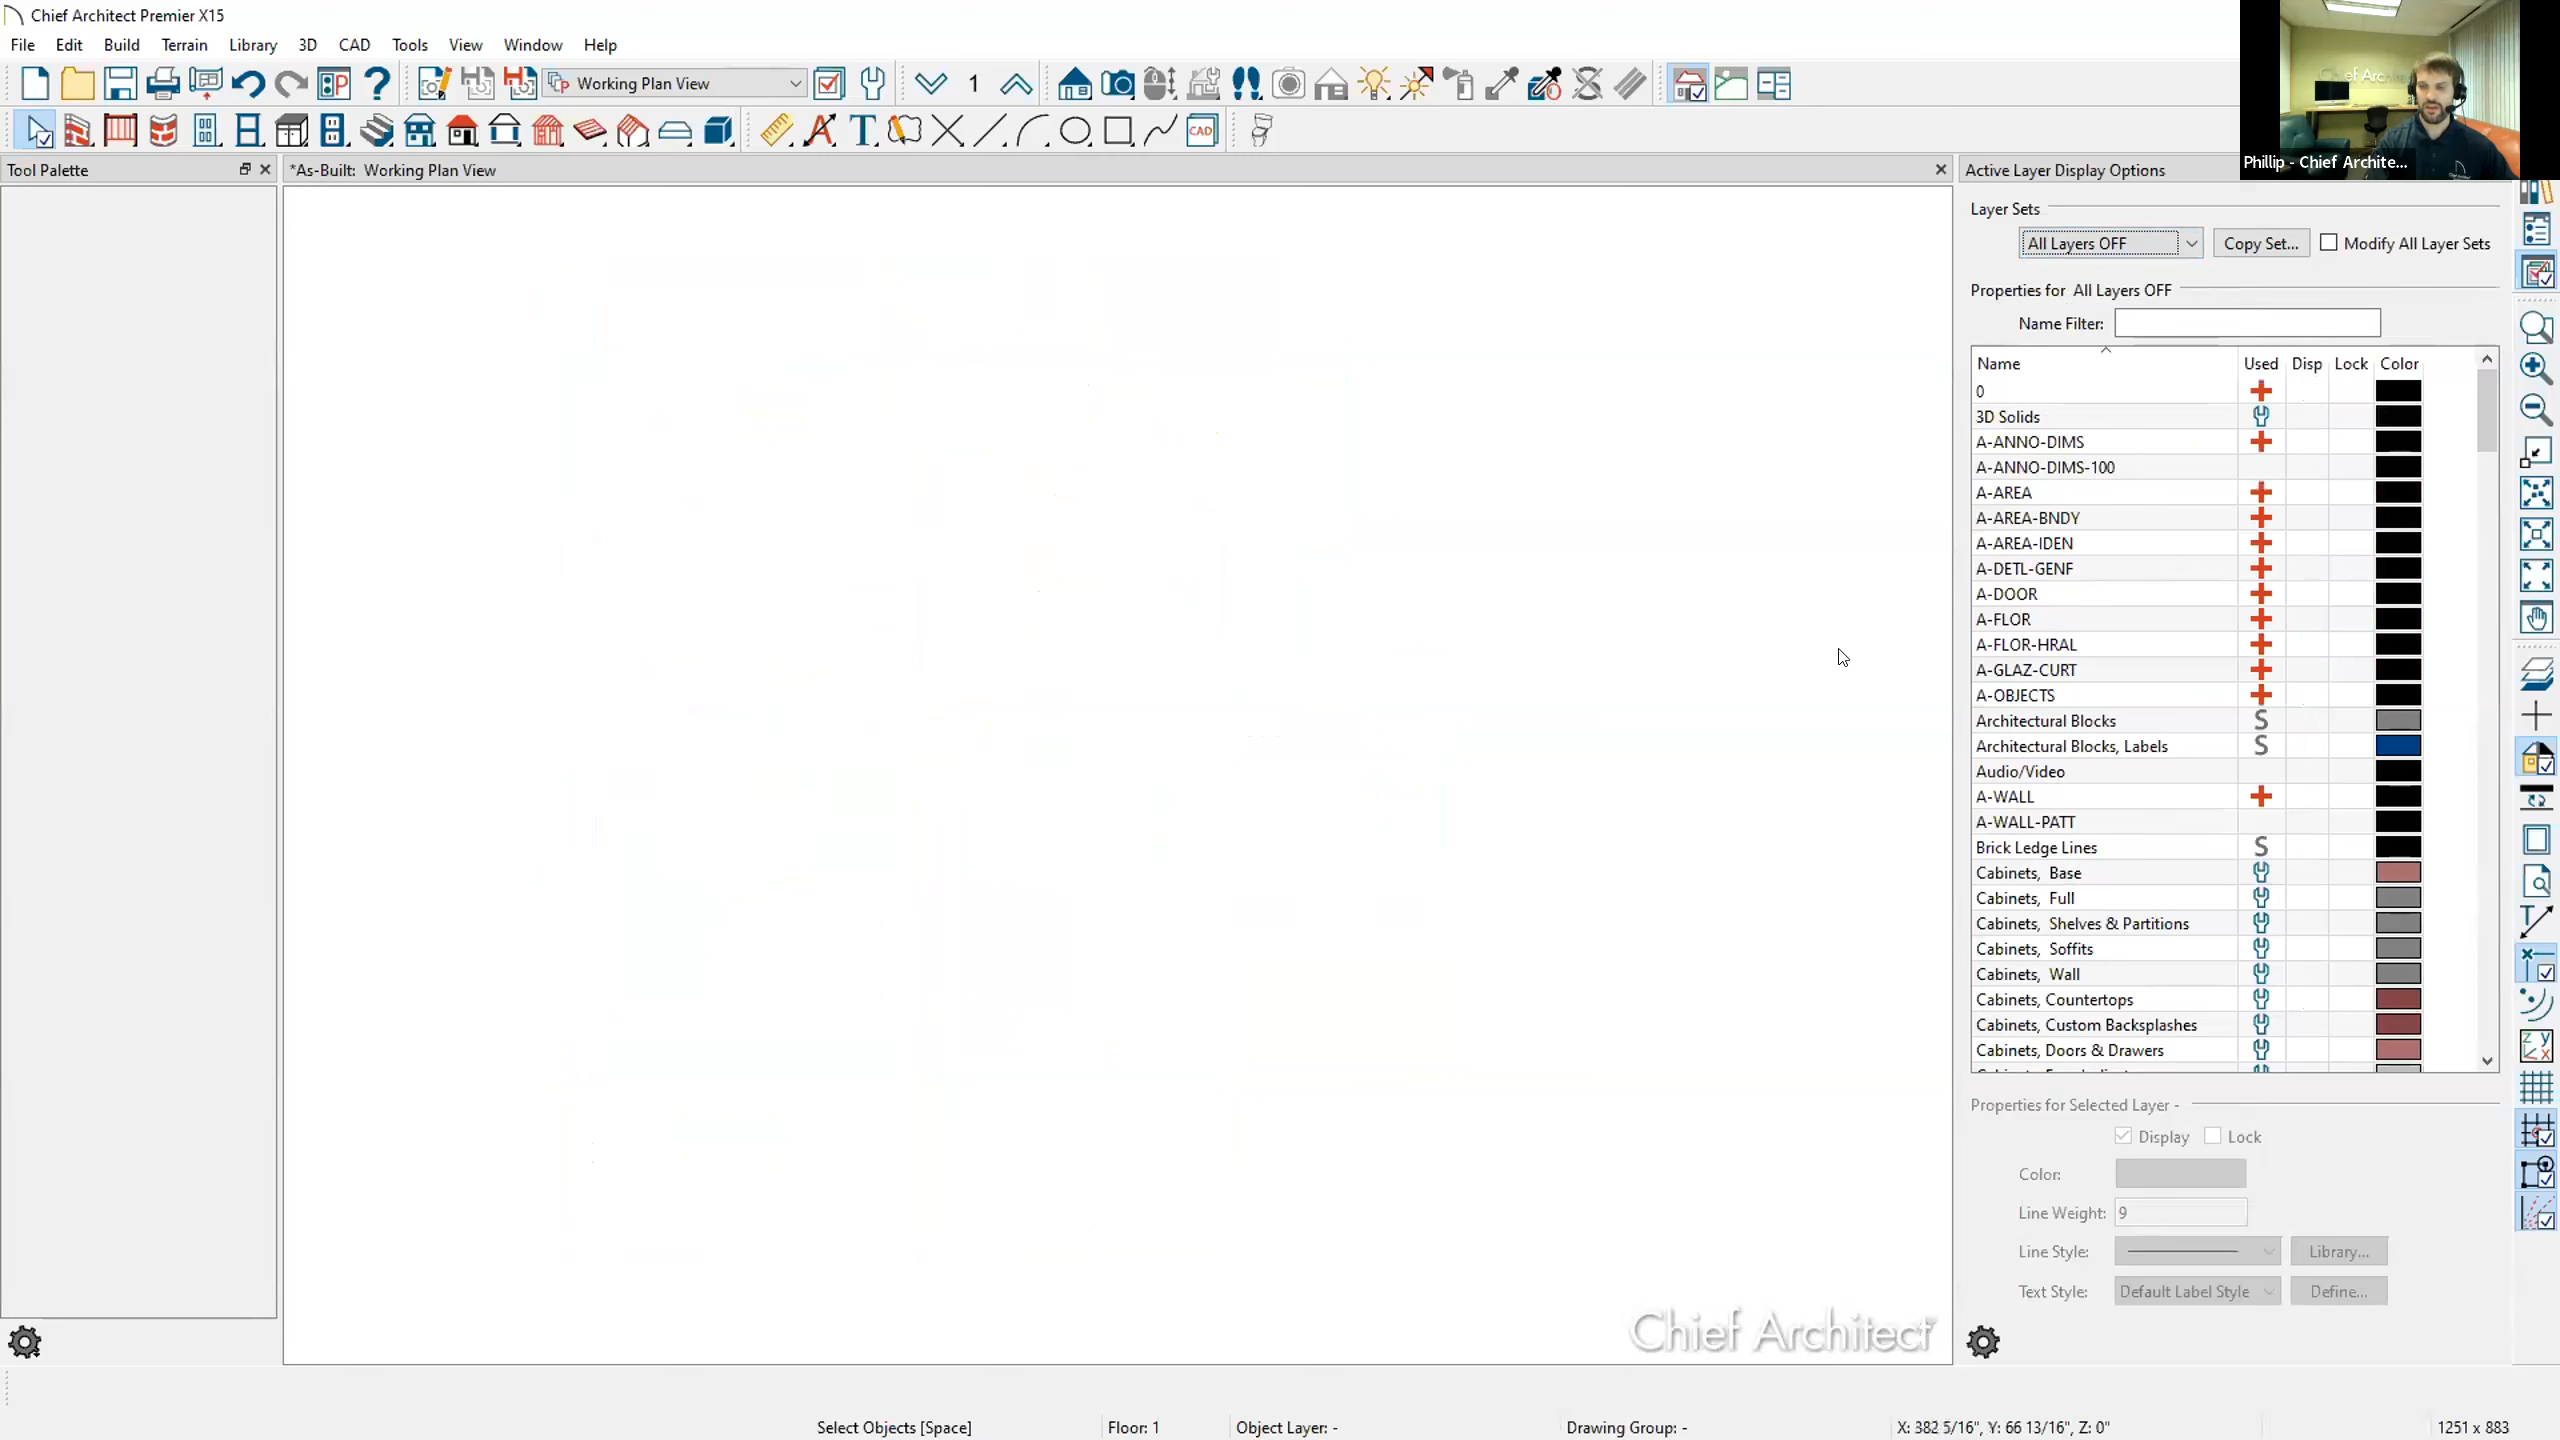 Chief Architect Premier X15
File Edit Build Terrain Library 3D CAD Tools View Window Help
Working Plan View
1
CAD
Phillip - Chief Archite...
Tool Palette
*As-Built: Working Plan View
Active Layer Display Options
Layer Sets
All Layers OFF
Copy Set...
Modify All Layer Sets
Properties for All Layers OFF
Name Filter:
Name Used Disp Lock Color
0
3D Solids
A-ANNO-DIMS
A-ANNO-DIMS-100
A-AREA
A-AREA-BNDY
A-AREA-IDEN
A-DETL-GENF
A-DOOR
A-FLOR
A-FLOR-HRAL
A-GLAZ-CURT
A-OBJECTS
Architectural Blocks S
Architectural Blocks, Labels S
Audio/Video
A-WALL
A-WALL-PATT
Brick Ledge Lines S
Cabinets, Base
Cabinets, Full
Cabinets, Shelves & Partitions
Cabinets, Soffits
Cabinets, Wall
Cabinets, Countertops
Cabinets, Custom Backsplashes
Cabinets, Doors & Drawers
Properties for Selected Layer -
Display Lock
Color:
Line Weight: 9
Line Style: Library...
Text Style: Default Label Style Define...
Chief Architect
Select Objects [Space]
Floor: 1
Object Layer: -
Drawing Group: -
X: 382 5/16", Y: 66 13/16", Z: 0"
1251 x 883